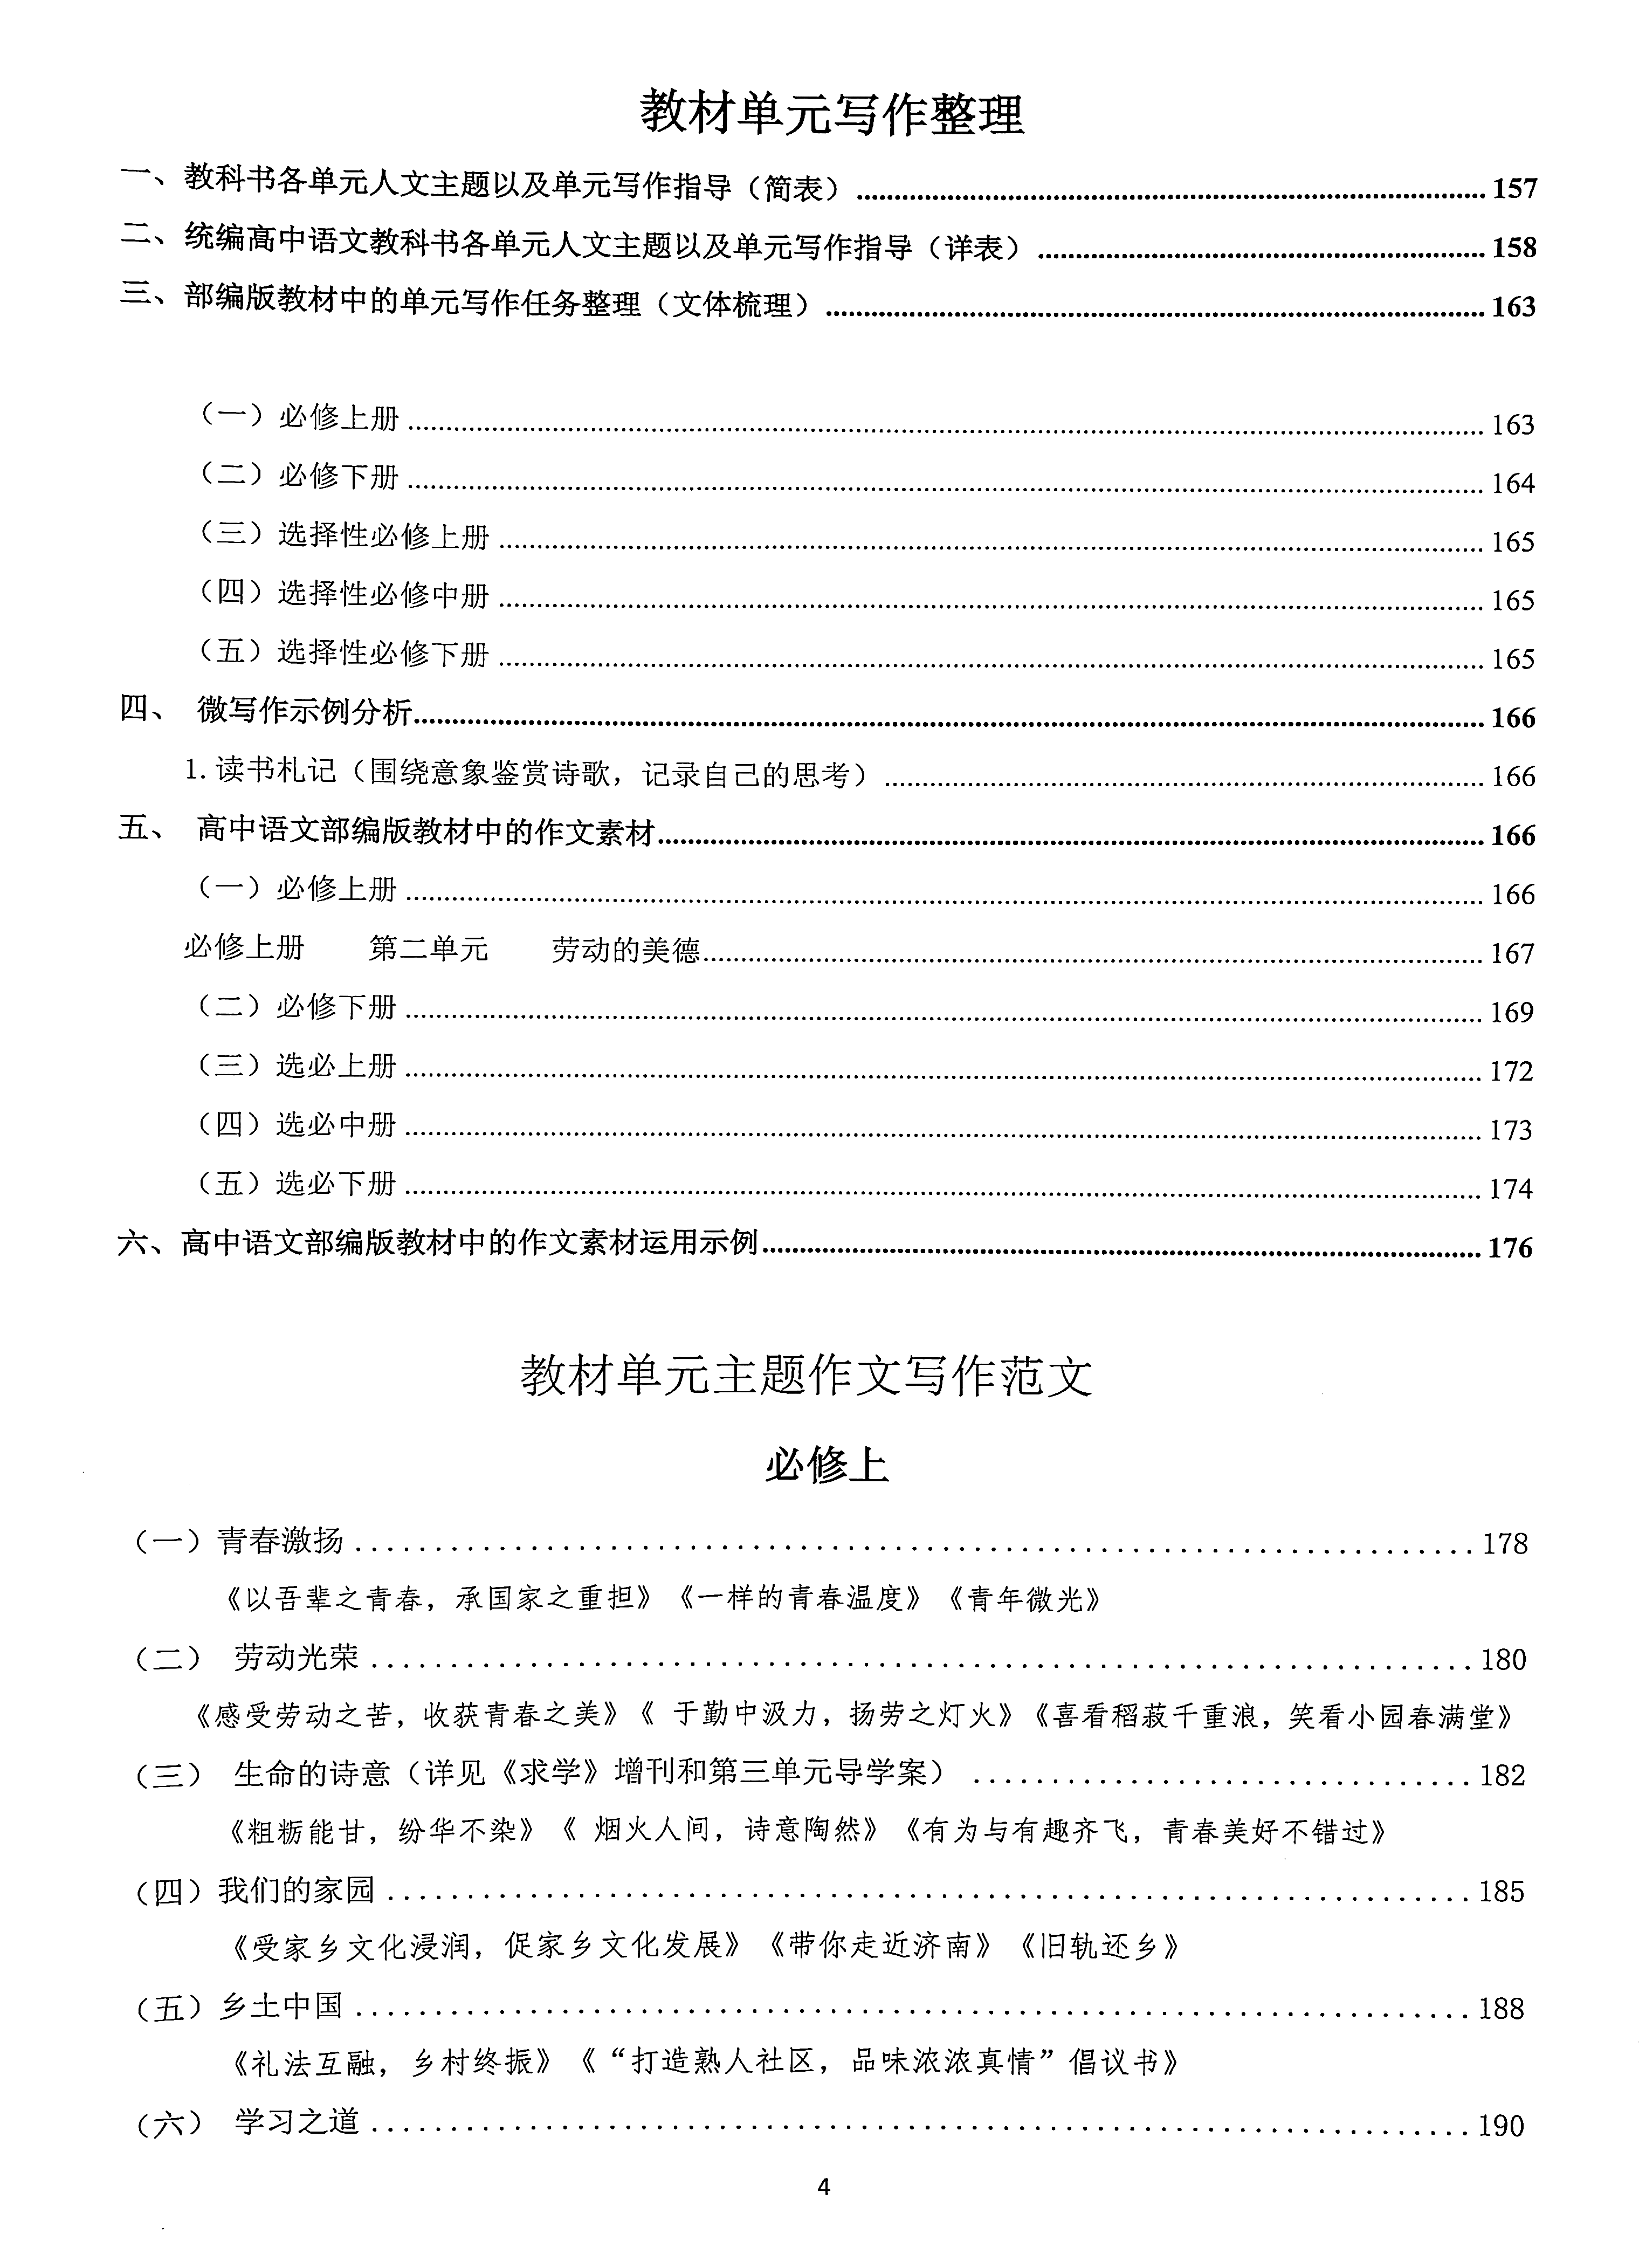 教材单元写作整理
一、教科书各单元人文主题以及单元写作指导（简表）........ 157
二、统编高中语文教科书各单元人文主题以及单元写作指导（详表）........ 158
三、部编版教材中的单元写作任务整理（文体梳理）........ 163
（一）必修上册........ 163
（二）必修下册........ 164
（三）选择性必修上册........ 165
（四）选择性必修中册........ 165
（五）选择性必修下册........ 165
四、 微写作示例分析........ 166
1.读书札记（围绕意象鉴赏诗歌，记录自己的思考）........ 166
五、 高中语文部编版教材中的作文素材........ 166
（一）必修上册........ 166
必修上册 第二单元 劳动的美德........ 167
（二）必修下册........ 169
（三）选必上册........ 172
（四）选必中册........ 173
（五）选必下册........ 174
六、高中语文部编版教材中的作文素材运用示例........ 176
教材单元主题作文写作范文
必修上
（一）青春激扬........ 178
《以吾辈之青春，承国家之重担》《一样的青春温度》《青年微光》
（二） 劳动光荣........ 180
《感受劳动之苦，收获青春之美》《 于勤中汲力，扬劳之灯火》《喜看稻菽千重浪，笑看小园春满堂》
（三） 生命的诗意（详见《求学》增刊和第三单元导学案）........ 182
《粗粝能甘，纷华不染》《 烟火人间，诗意陶然》《有为与有趣齐飞，青春美好不错过》
（四）我们的家园........ 185
《受家乡文化浸润，促家乡文化发展》《带你走近济南》《旧轨还乡》
（五）乡土中国........ 188
《礼法互融，乡村终振》《“打造熟人社区，品味浓浓真情”倡议书》
（六） 学习之道........ 190
4